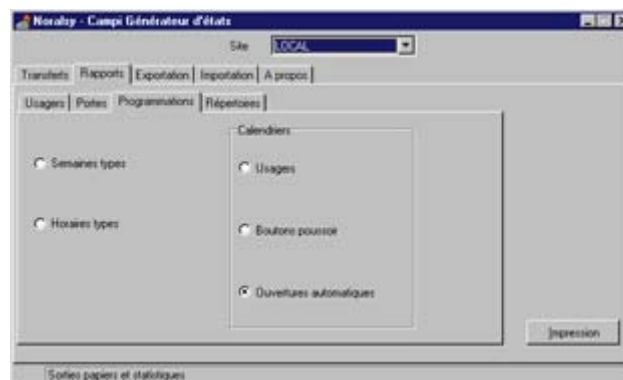 Noralsy - Campi Générateur d'états
Site LOCAL
Transferts Rapports Exportation Importation A propos
Usagers Portes Programmations Répertoires
Calendriers
Semaines types
Usagers
Horaires types
Boutons poussoir
Ouvertures automatiques
Impression
Sorties papiers et statistiques